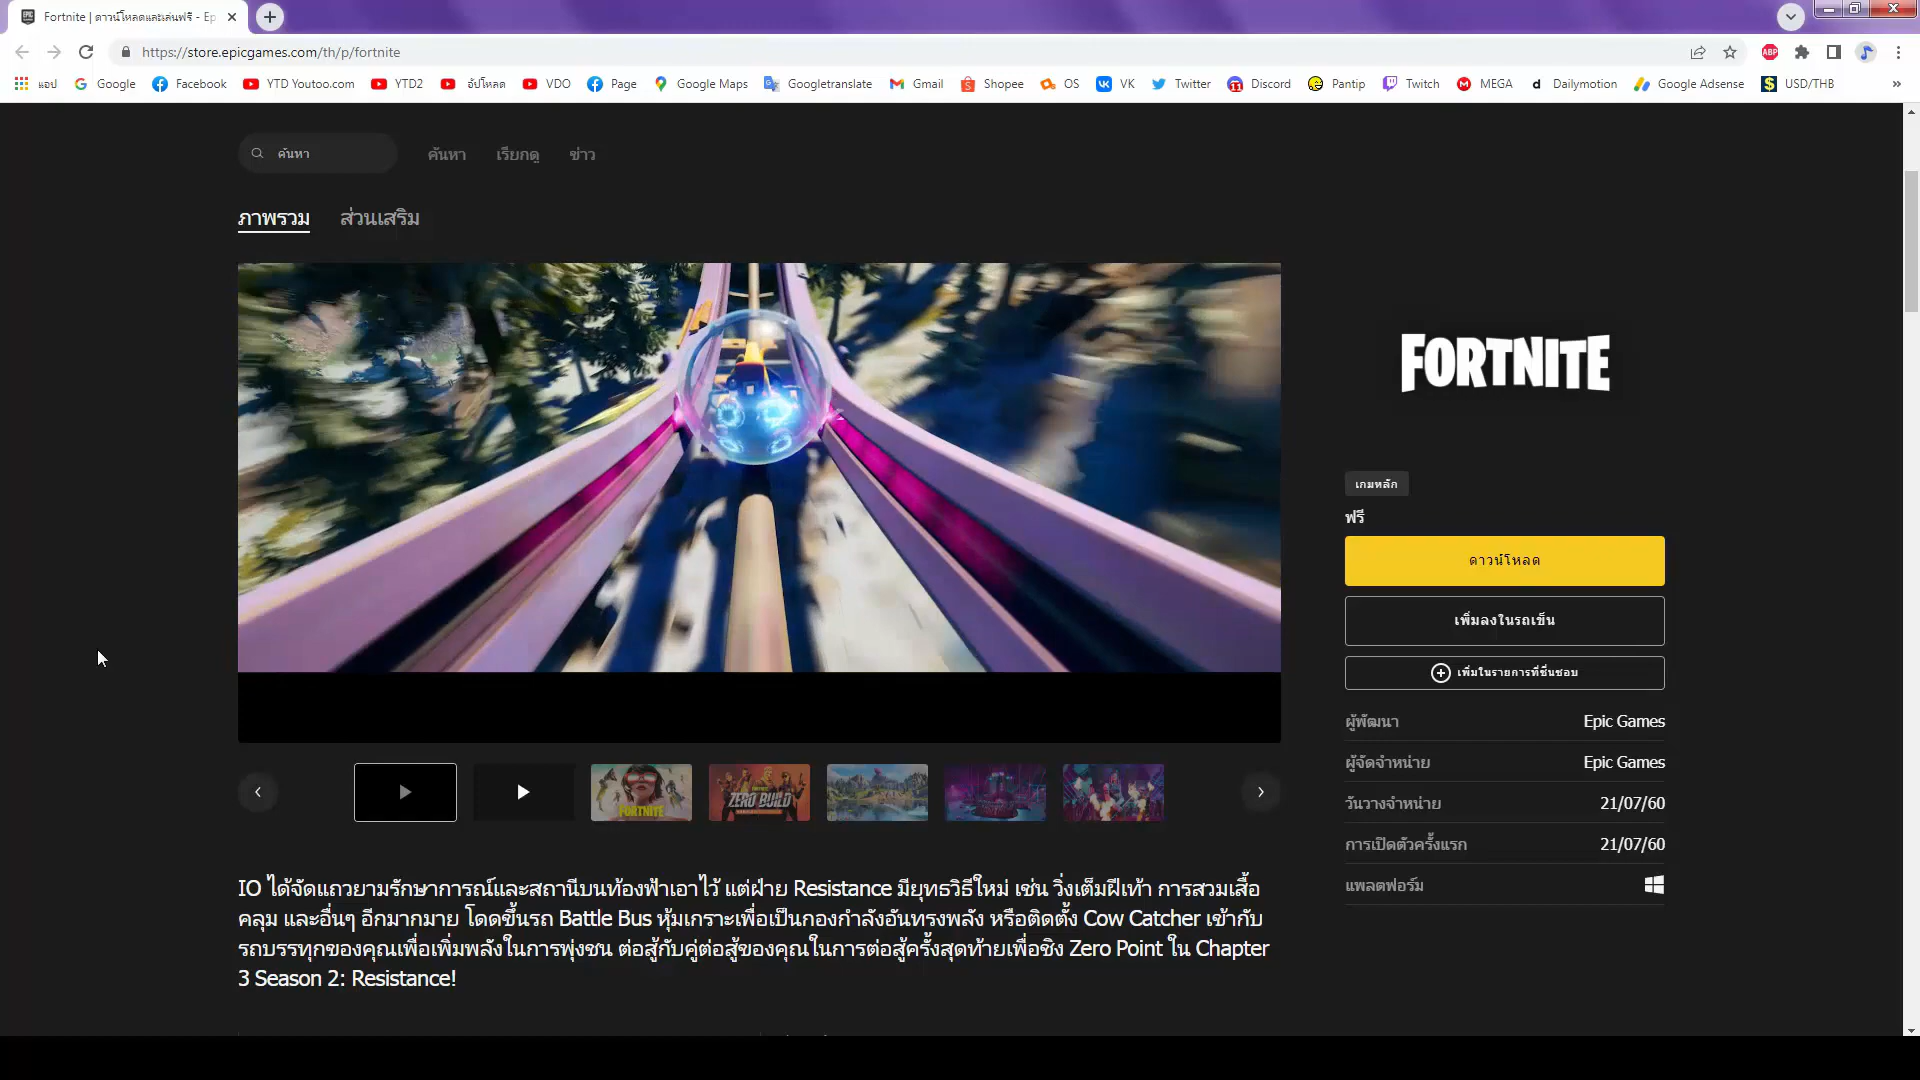 Fortnite | ดาวน์โหลดและเล่นฟรี - Ep
https://store.epicgames.com/th/p/fortnite
ABP
แอป Google Facebook YTD Youtoo.com YTD2 อัปโหลด VDO Page Google Maps Googletranslate Gmail Shopee OS VK Twitter 11 Discord Pantip Twitch MEGA d Dailymotion Google Adsense $ USD/THB »
ค้นหา ค้นหา เรียกดู ข่าว
ภาพรวม ส่วนเสริม
FORTNITE
เกมหลัก
ฟรี
ดาวน์โหลด
เพิ่มลงในรถเข็น
เพิ่มในรายการที่ชื่นชอบ
ผู้พัฒนา Epic Games
ผู้จัดจำหน่าย Epic Games
วันวางจำหน่าย 21/07/60
การเปิดตัวครั้งแรก 21/07/60
แพลตฟอร์ม
FORTNITE
ZERO BUILD
IO ได้จัดแถวยามรักษาการณ์และสถานีบนท้องฟ้าเอาไว้ แต่ฝ่าย Resistance มียุทธวิธีใหม่ เช่น วิ่งเต็มฝีเท้า การสวมเสื้อ
คลุม และอื่นๆ อีกมากมาย โดดขึ้นรถ Battle Bus หุ้มเกราะเพื่อเป็นกองกำลังอันทรงพลัง หรือติดตั้ง Cow Catcher เข้ากับ
รถบรรทุกของคุณเพื่อเพิ่มพลังในการพุ่งชน ต่อสู้กับคู่ต่อสู้ของคุณในการต่อสู้ครั้งสุดท้ายเพื่อชิง Zero Point ใน Chapter
3 Season 2: Resistance!